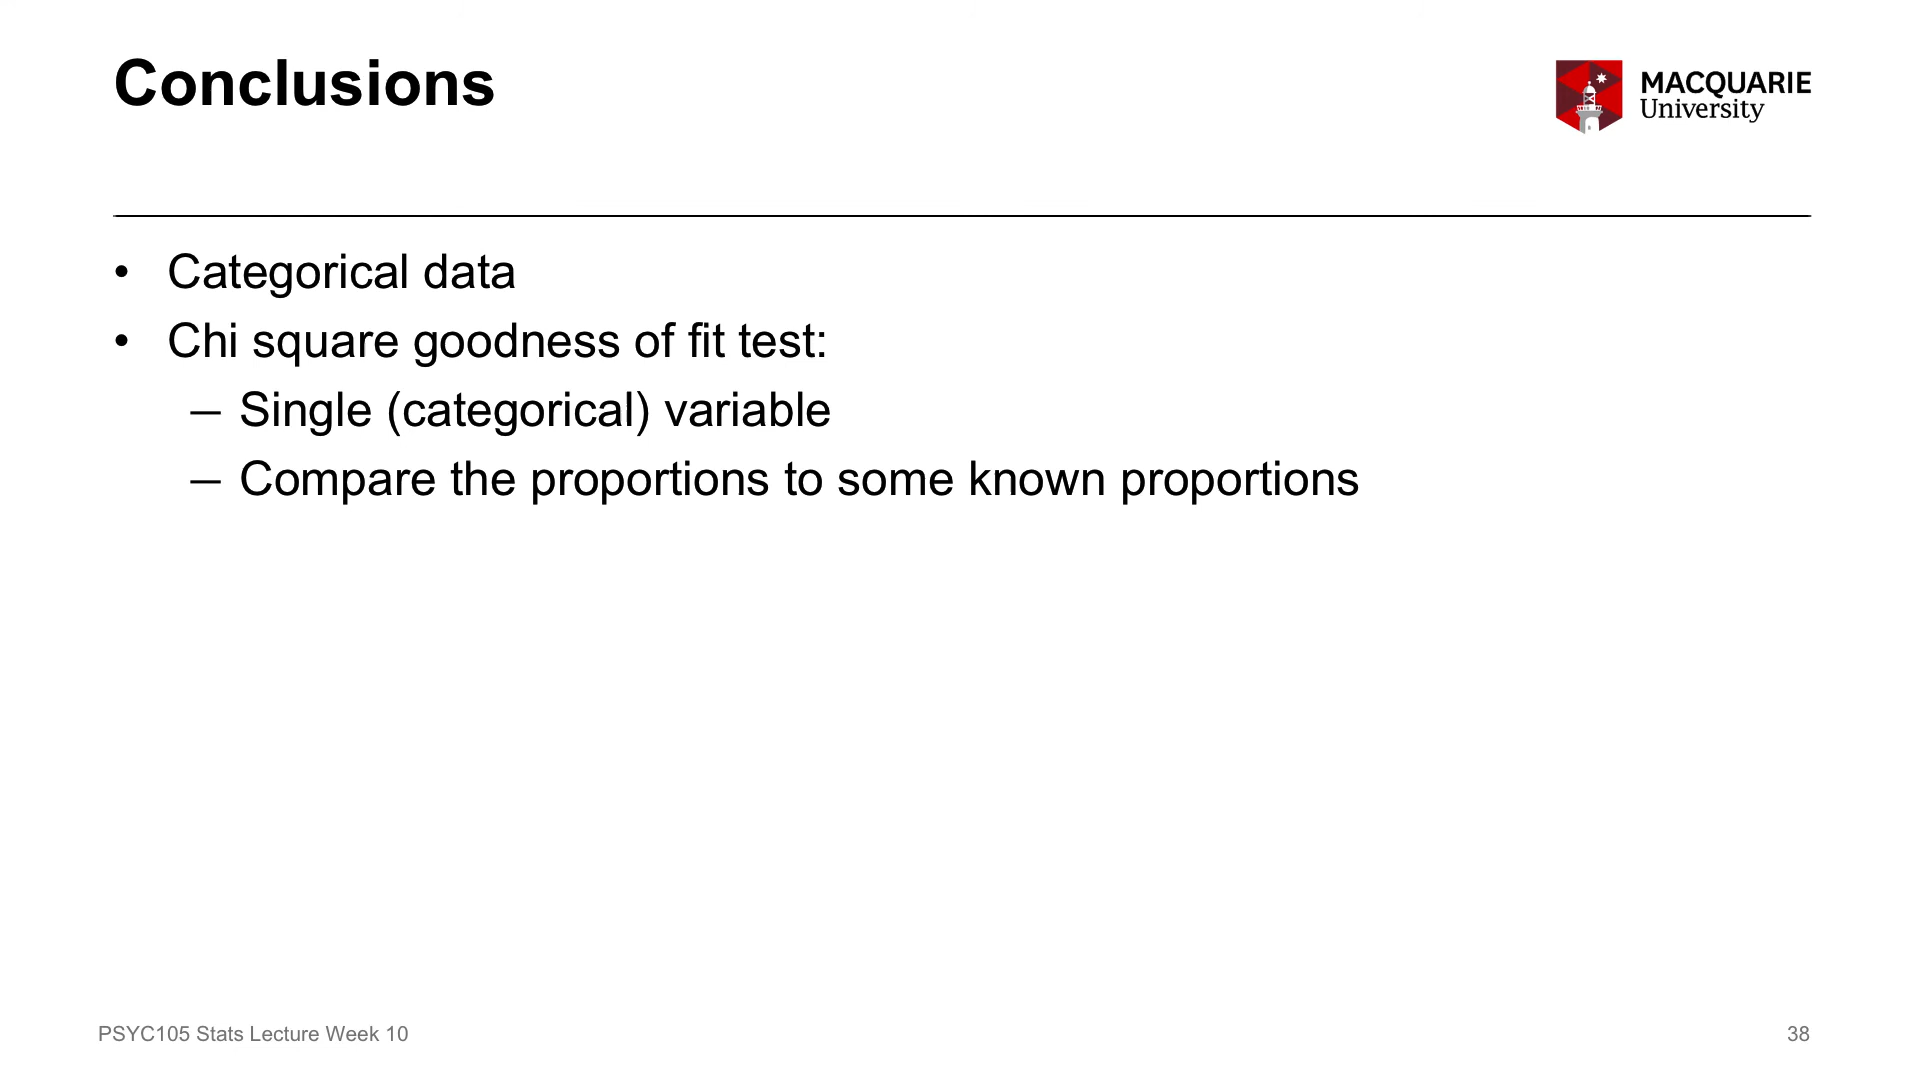 Conclusions
MACQUARIE
University
• Categorical data
• Chi square goodness of fit test:
— Single (categorical) variable
— Compare the proportions to some known proportions
PSYC105 Stats Lecture Week 10
38